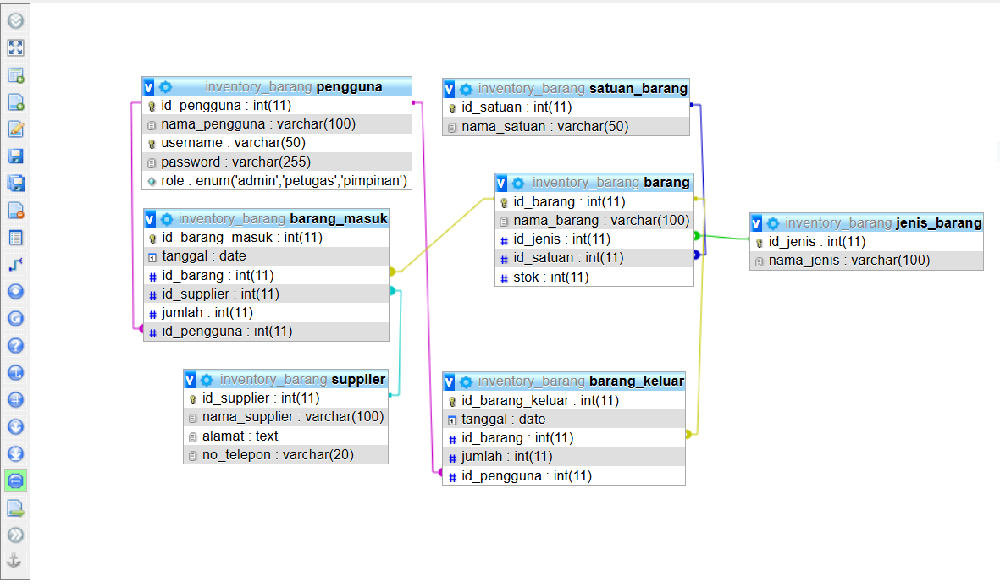 inventory_barang pengguna
id_pengguna : int(11)
nama_pengguna : varchar(100)
username : varchar(50)
password : varchar(255)
role : enum('admin','petugas','pimpinan')
inventory_barang satuan_barang
id_satuan : int(11)
nama_satuan : varchar(50)
inventory_barang barang
id_barang : int(11)
nama_barang : varchar(100)
id_jenis : int(11)
id_satuan : int(11)
stok : int(11)
inventory_barang jenis_barang
id_jenis : int(11)
nama_jenis : varchar(100)
inventory_barang barang_masuk
id_barang_masuk : int(11)
tanggal : date
id_barang : int(11)
id_supplier : int(11)
jumlah : int(11)
id_pengguna : int(11)
inventory_barang supplier
id_supplier : int(11)
nama_supplier : varchar(100)
alamat : text
no_telepon : varchar(20)
inventory_barang barang_keluar
id_barang_keluar : int(11)
tanggal : date
id_barang : int(11)
jumlah : int(11)
id_pengguna : int(11)